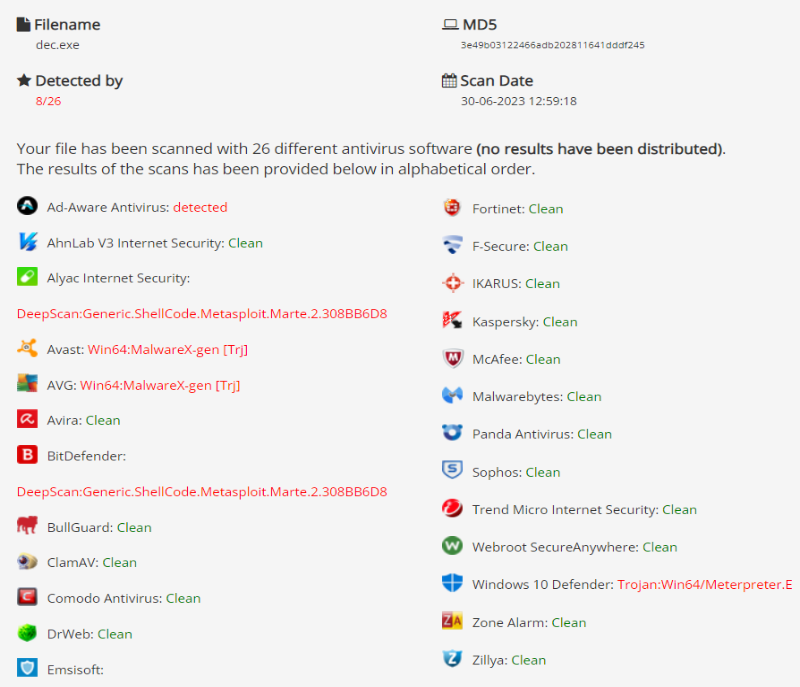 Filename
dec.exe
MD5
3e49b03122466adb202811641dddf245
Detected by
8/26
Scan Date
30-06-2023 12:59:18
Your file has been scanned with 26 different antivirus software (no results have been distributed).
The results of the scans has been provided below in alphabetical order.
Ad-Aware Antivirus: detected
AhnLab V3 Internet Security: Clean
Alyac Internet Security:
DeepScan:Generic.ShellCode.Metasploit.Marte.2.308BB6D8
Avast: Win64:MalwareX-gen [Trj]
AVG: Win64:MalwareX-gen [Trj]
Avira: Clean
BitDefender:
DeepScan:Generic.ShellCode.Metasploit.Marte.2.308BB6D8
BullGuard: Clean
ClamAV: Clean
Comodo Antivirus: Clean
DrWeb: Clean
Emsisoft:
Fortinet: Clean
F-Secure: Clean
IKARUS: Clean
Kaspersky: Clean
McAfee: Clean
Malwarebytes: Clean
Panda Antivirus: Clean
Sophos: Clean
Trend Micro Internet Security: Clean
Webroot SecureAnywhere: Clean
Windows 10 Defender: Trojan:Win64/Meterpreter.E
Zone Alarm: Clean
Zillya: Clean